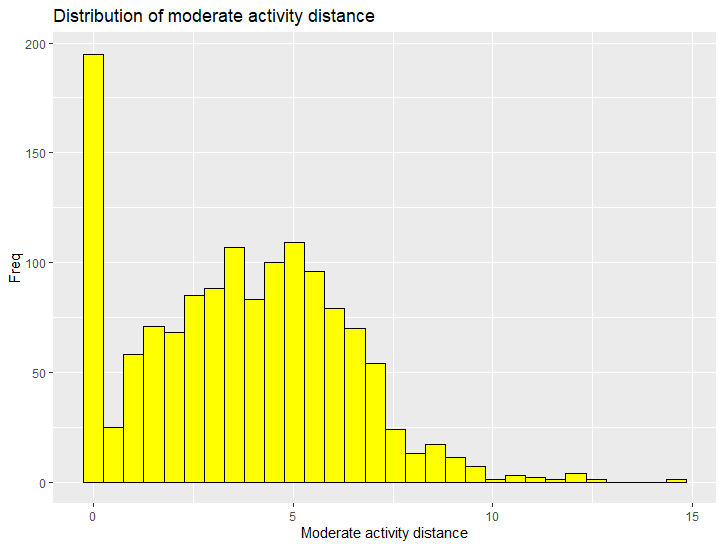 Distribution of moderate activity distance
200
150
100
50
0
Freq
0 5 10 15
Moderate activity distance